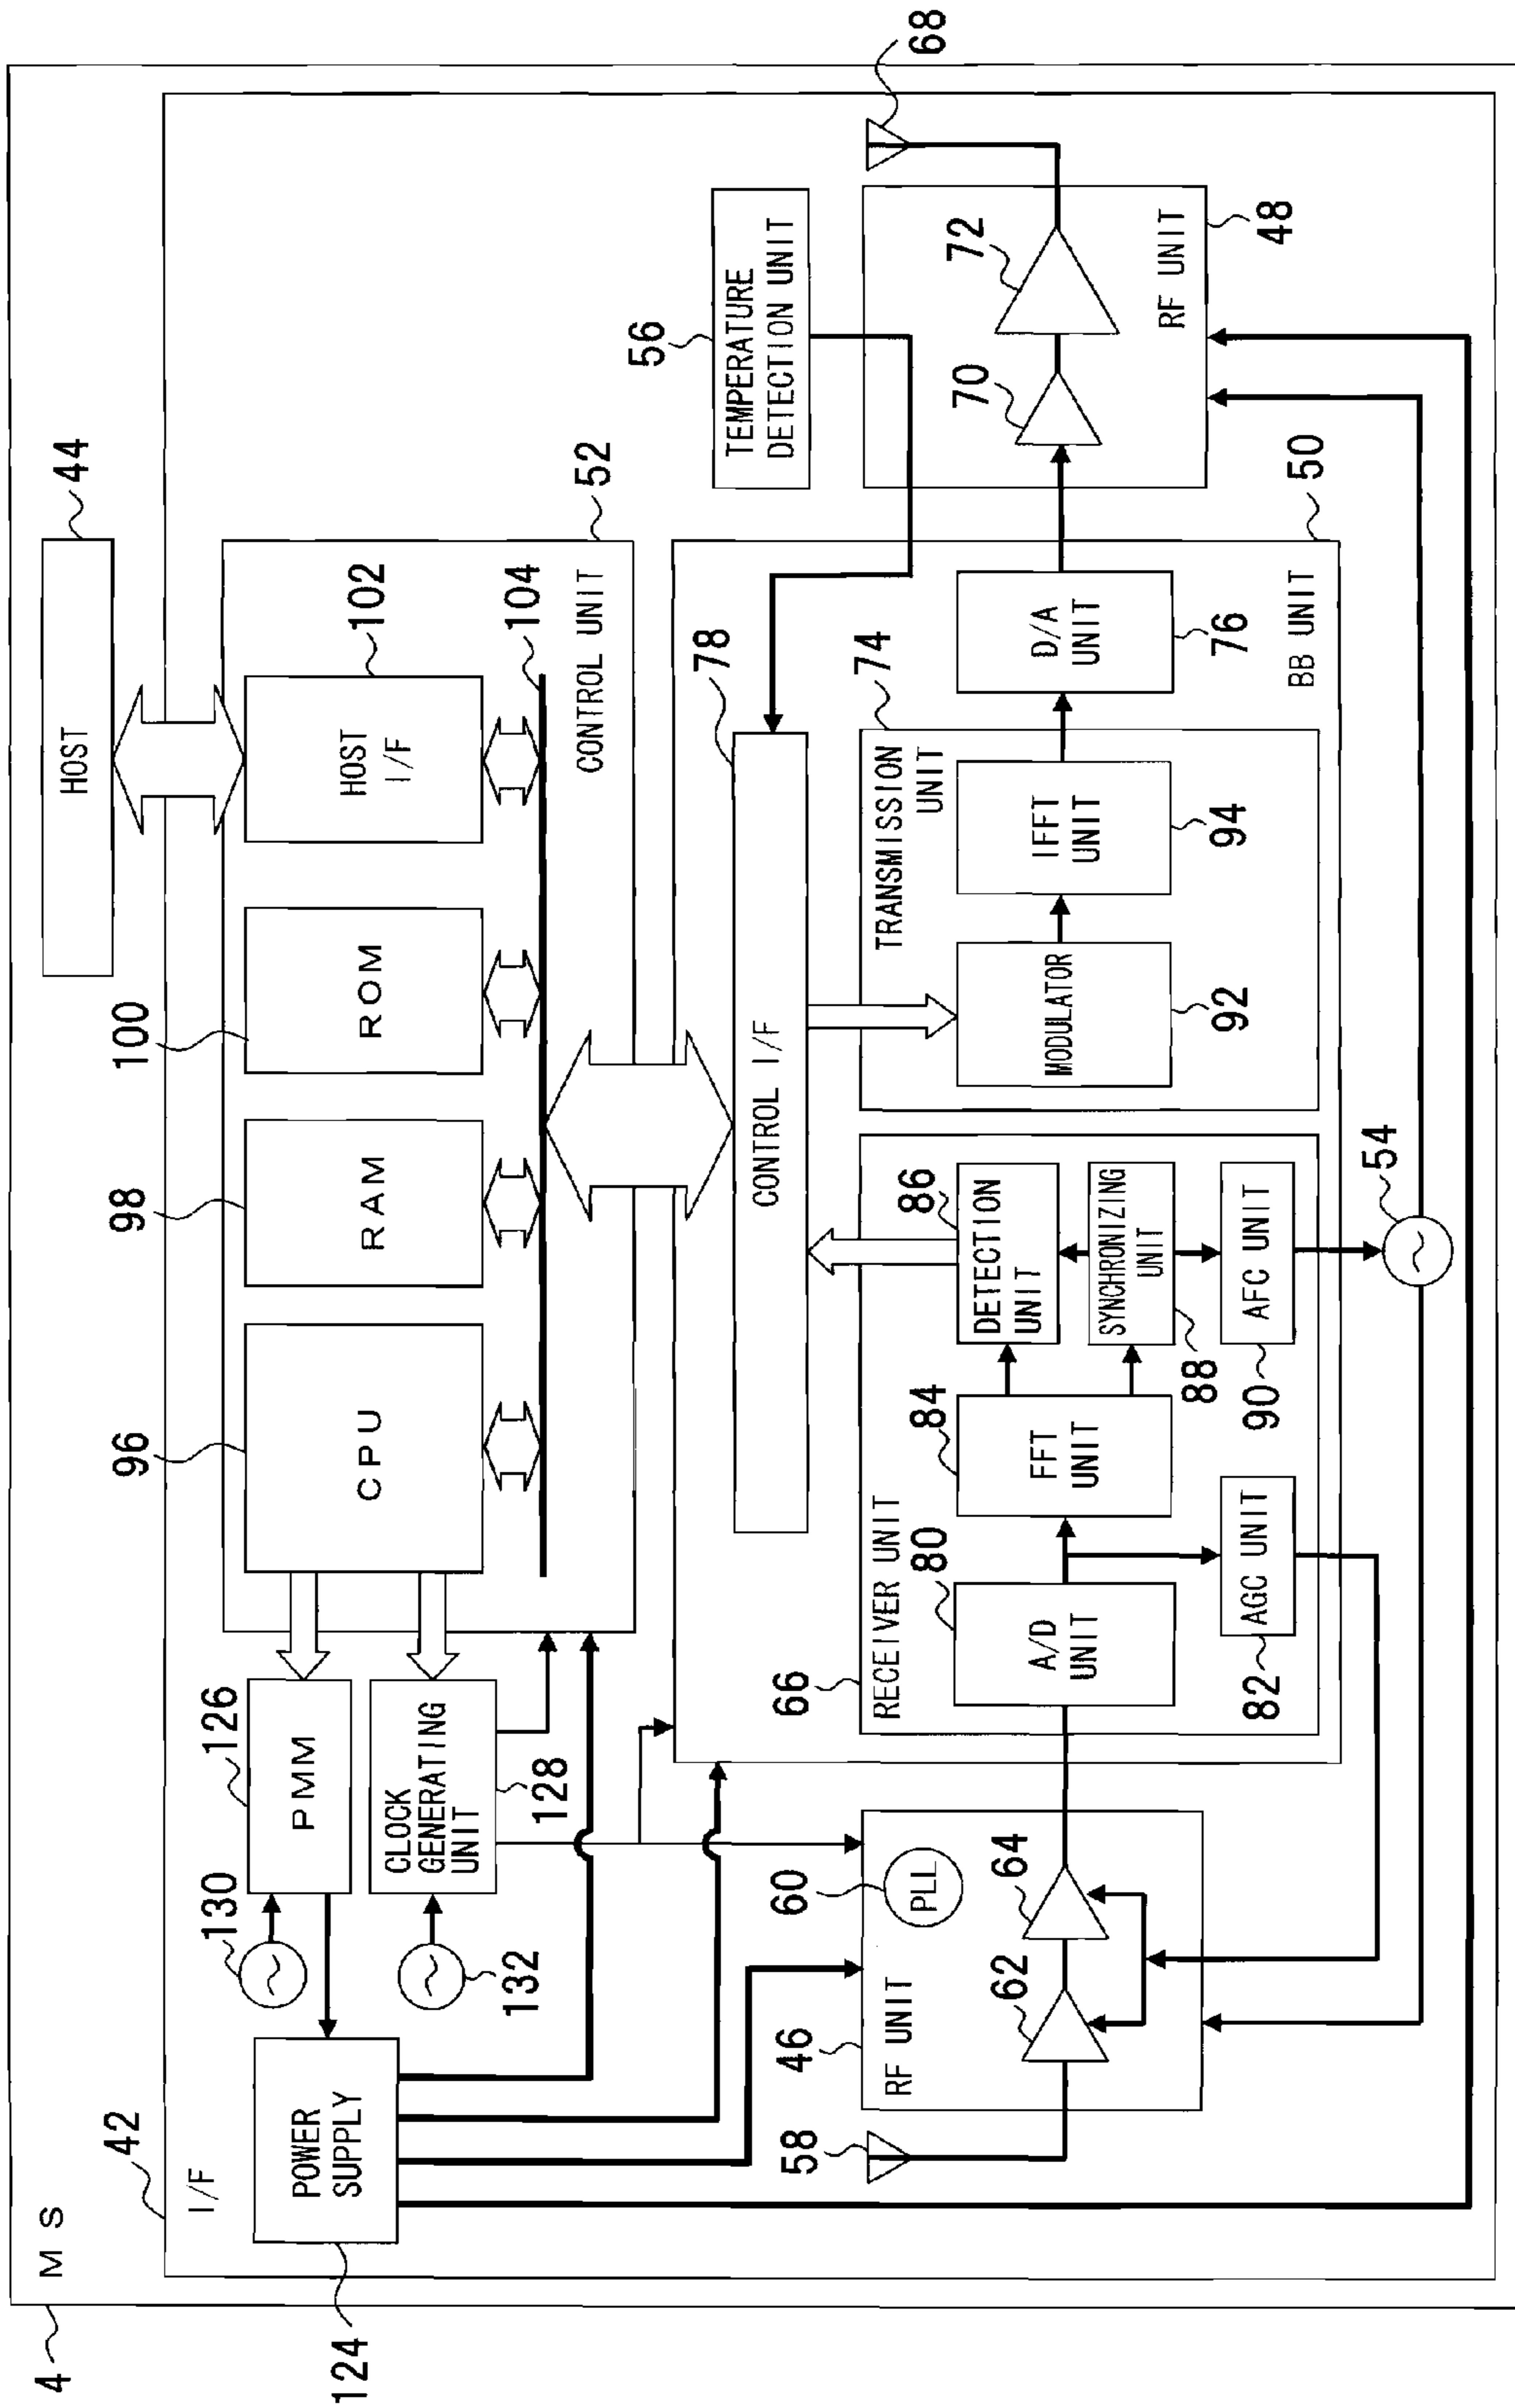 4
M S
42
I/F
44
HOST
124
POWER
SUPPLY
130
126
PMM
132
CLOCK
GENERATING
UNIT
128
96
CPU
98
RAM
100
ROM
102
HOST
I/F
104
CONTROL UNIT
52
56
TEMPERATURE
DETECTION UNIT
68
58
46
RF UNIT
60
PLL
62
64
78
CONTROL I/F
66
RECEIVER UNIT
80
A/D
UNIT
82
AGC UNIT
84
FFT
UNIT
86
DETECTION
UNIT
SYNCHRONIZING
UNIT
88
90
AFC UNIT
54
74
TRANSMISSION
UNIT
MODULATOR
92
IFFT
UNIT
94
D/A
UNIT
76
BB UNIT
50
70
72
RF UNIT
48